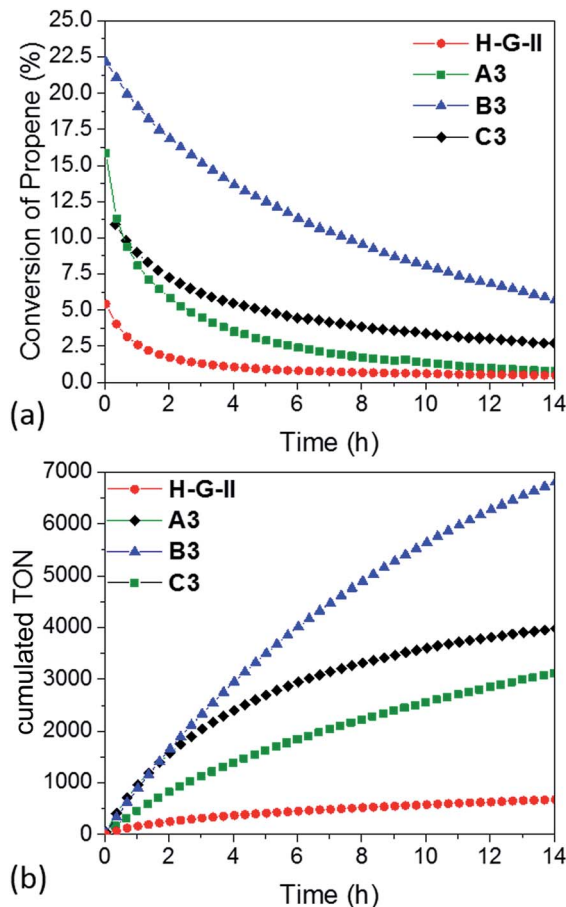 25.0
22.5
20.0
17.5
15.0
12.5
10.0
7.5
5.0
2.5
0.0
Conversion of Propene (%)
H-G-II
A3
B3
C3
0 2 4 6 8 10 12 14
Time (h)
(a)
7000
6000
5000
4000
3000
2000
1000
0
cumulated TON
H-G-II
A3
B3
C3
0 2 4 6 8 10 12 14
Time (h)
(b)